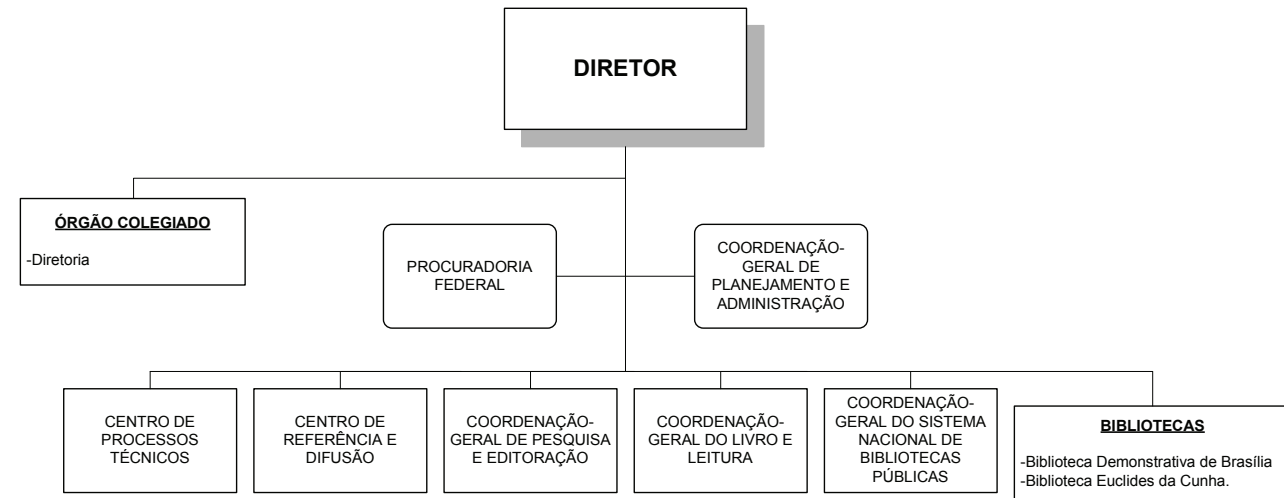 DIRETOR
ÓRGÃO COLEGIADO
-Diretoria
PROCURADORIA
FEDERAL
COORDENAÇÃO-
GERAL DE
PLANEJAMENTO E
ADMINISTRAÇÃO
CENTRO DE
PROCESSOS
TÉCNICOS
CENTRO DE
REFERÊNCIA E
DIFUSÃO
COORDENAÇÃO-
GERAL DE PESQUISA
E EDITORAÇÃO
COORDENAÇÃO-
GERAL DO LIVRO E
LEITURA
COORDENAÇÃO-
GERAL DO SISTEMA
NACIONAL DE
BIBLIOTECAS
PÚBLICAS
BIBLIOTECAS
-Biblioteca Demonstrativa de Brasília
-Biblioteca Euclides da Cunha.